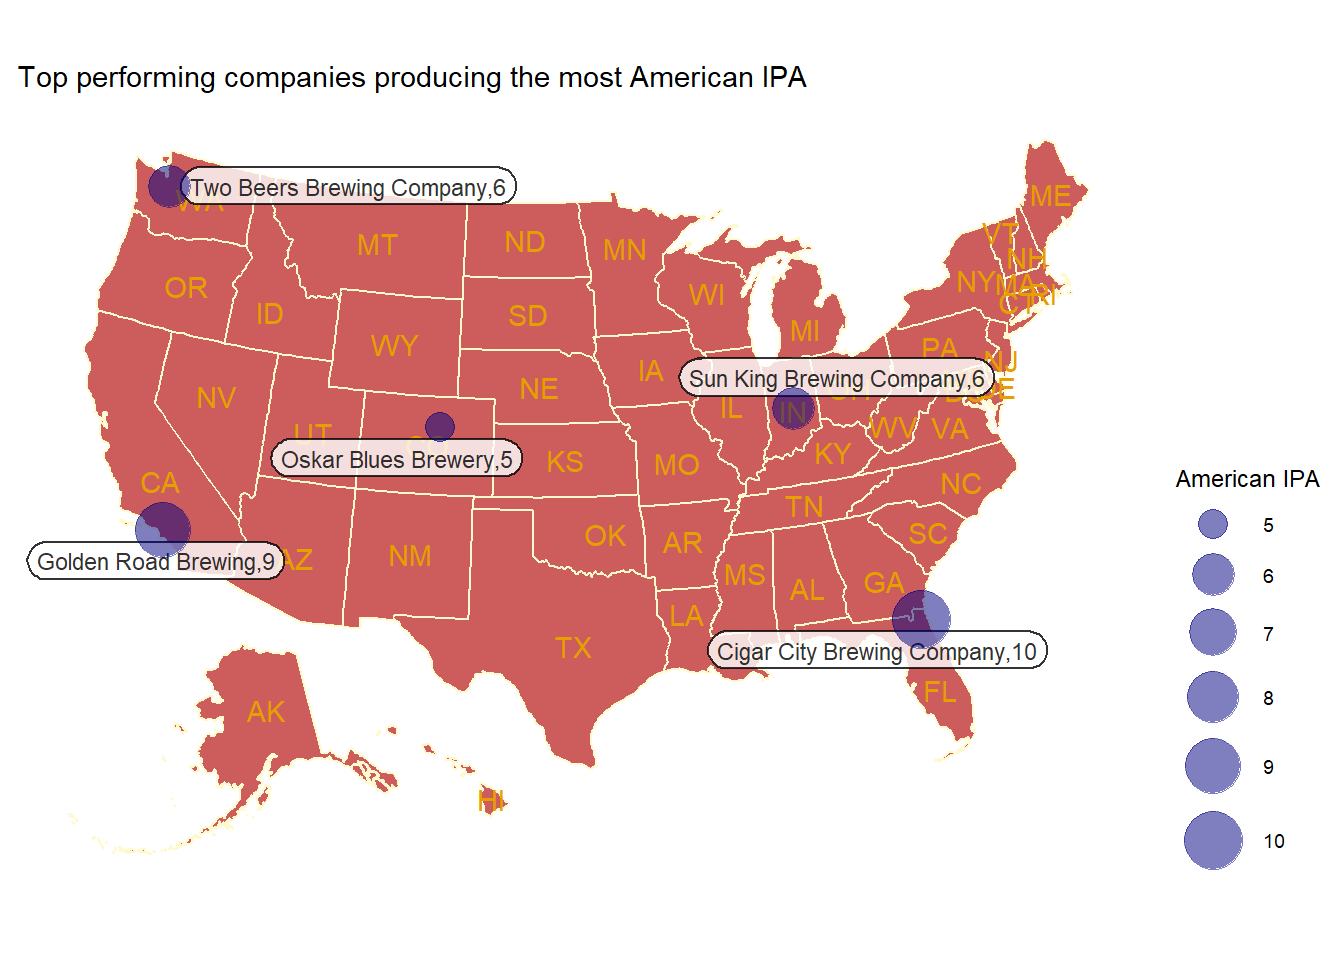 Top performing companies producing the most American IPA
ME
Two Beers Brewing Company,6
WA
VT
MT
ND
MN
NH
OR
NY
MA
WI
RI
CT
ID
SD
MI
WY
PA
NJ
IA
Sun King Brewing Company,6
NV
NE
DE
OH
IL
IN
UT
WV
VA
KY
Oskar Blues Brewery,5
KS
MO
CA
NC
American IPA
TN
5
SC
OK
AR
Golden Road Brewing,9
AZ
NM
MS
AL
GA
6
LA
7
TX
Cigar City Brewing Company,10
FL
8
AK
9
HI
10